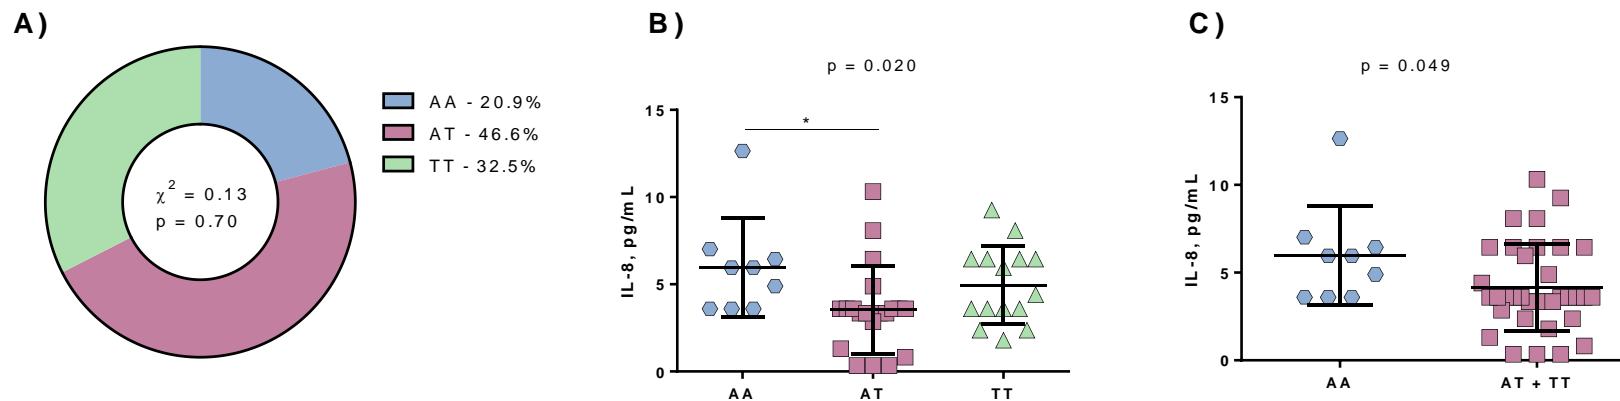 A)
AA - 20.9%
AT - 46.6%
TT - 32.5%
χ² = 0.13
p = 0.70
B)
p = 0.020
*
IL-8, pg/mL
15
10
5
0
AA
AT
TT
C)
p = 0.049
IL-8, pg/mL
15
10
5
0
AA
AT + TT